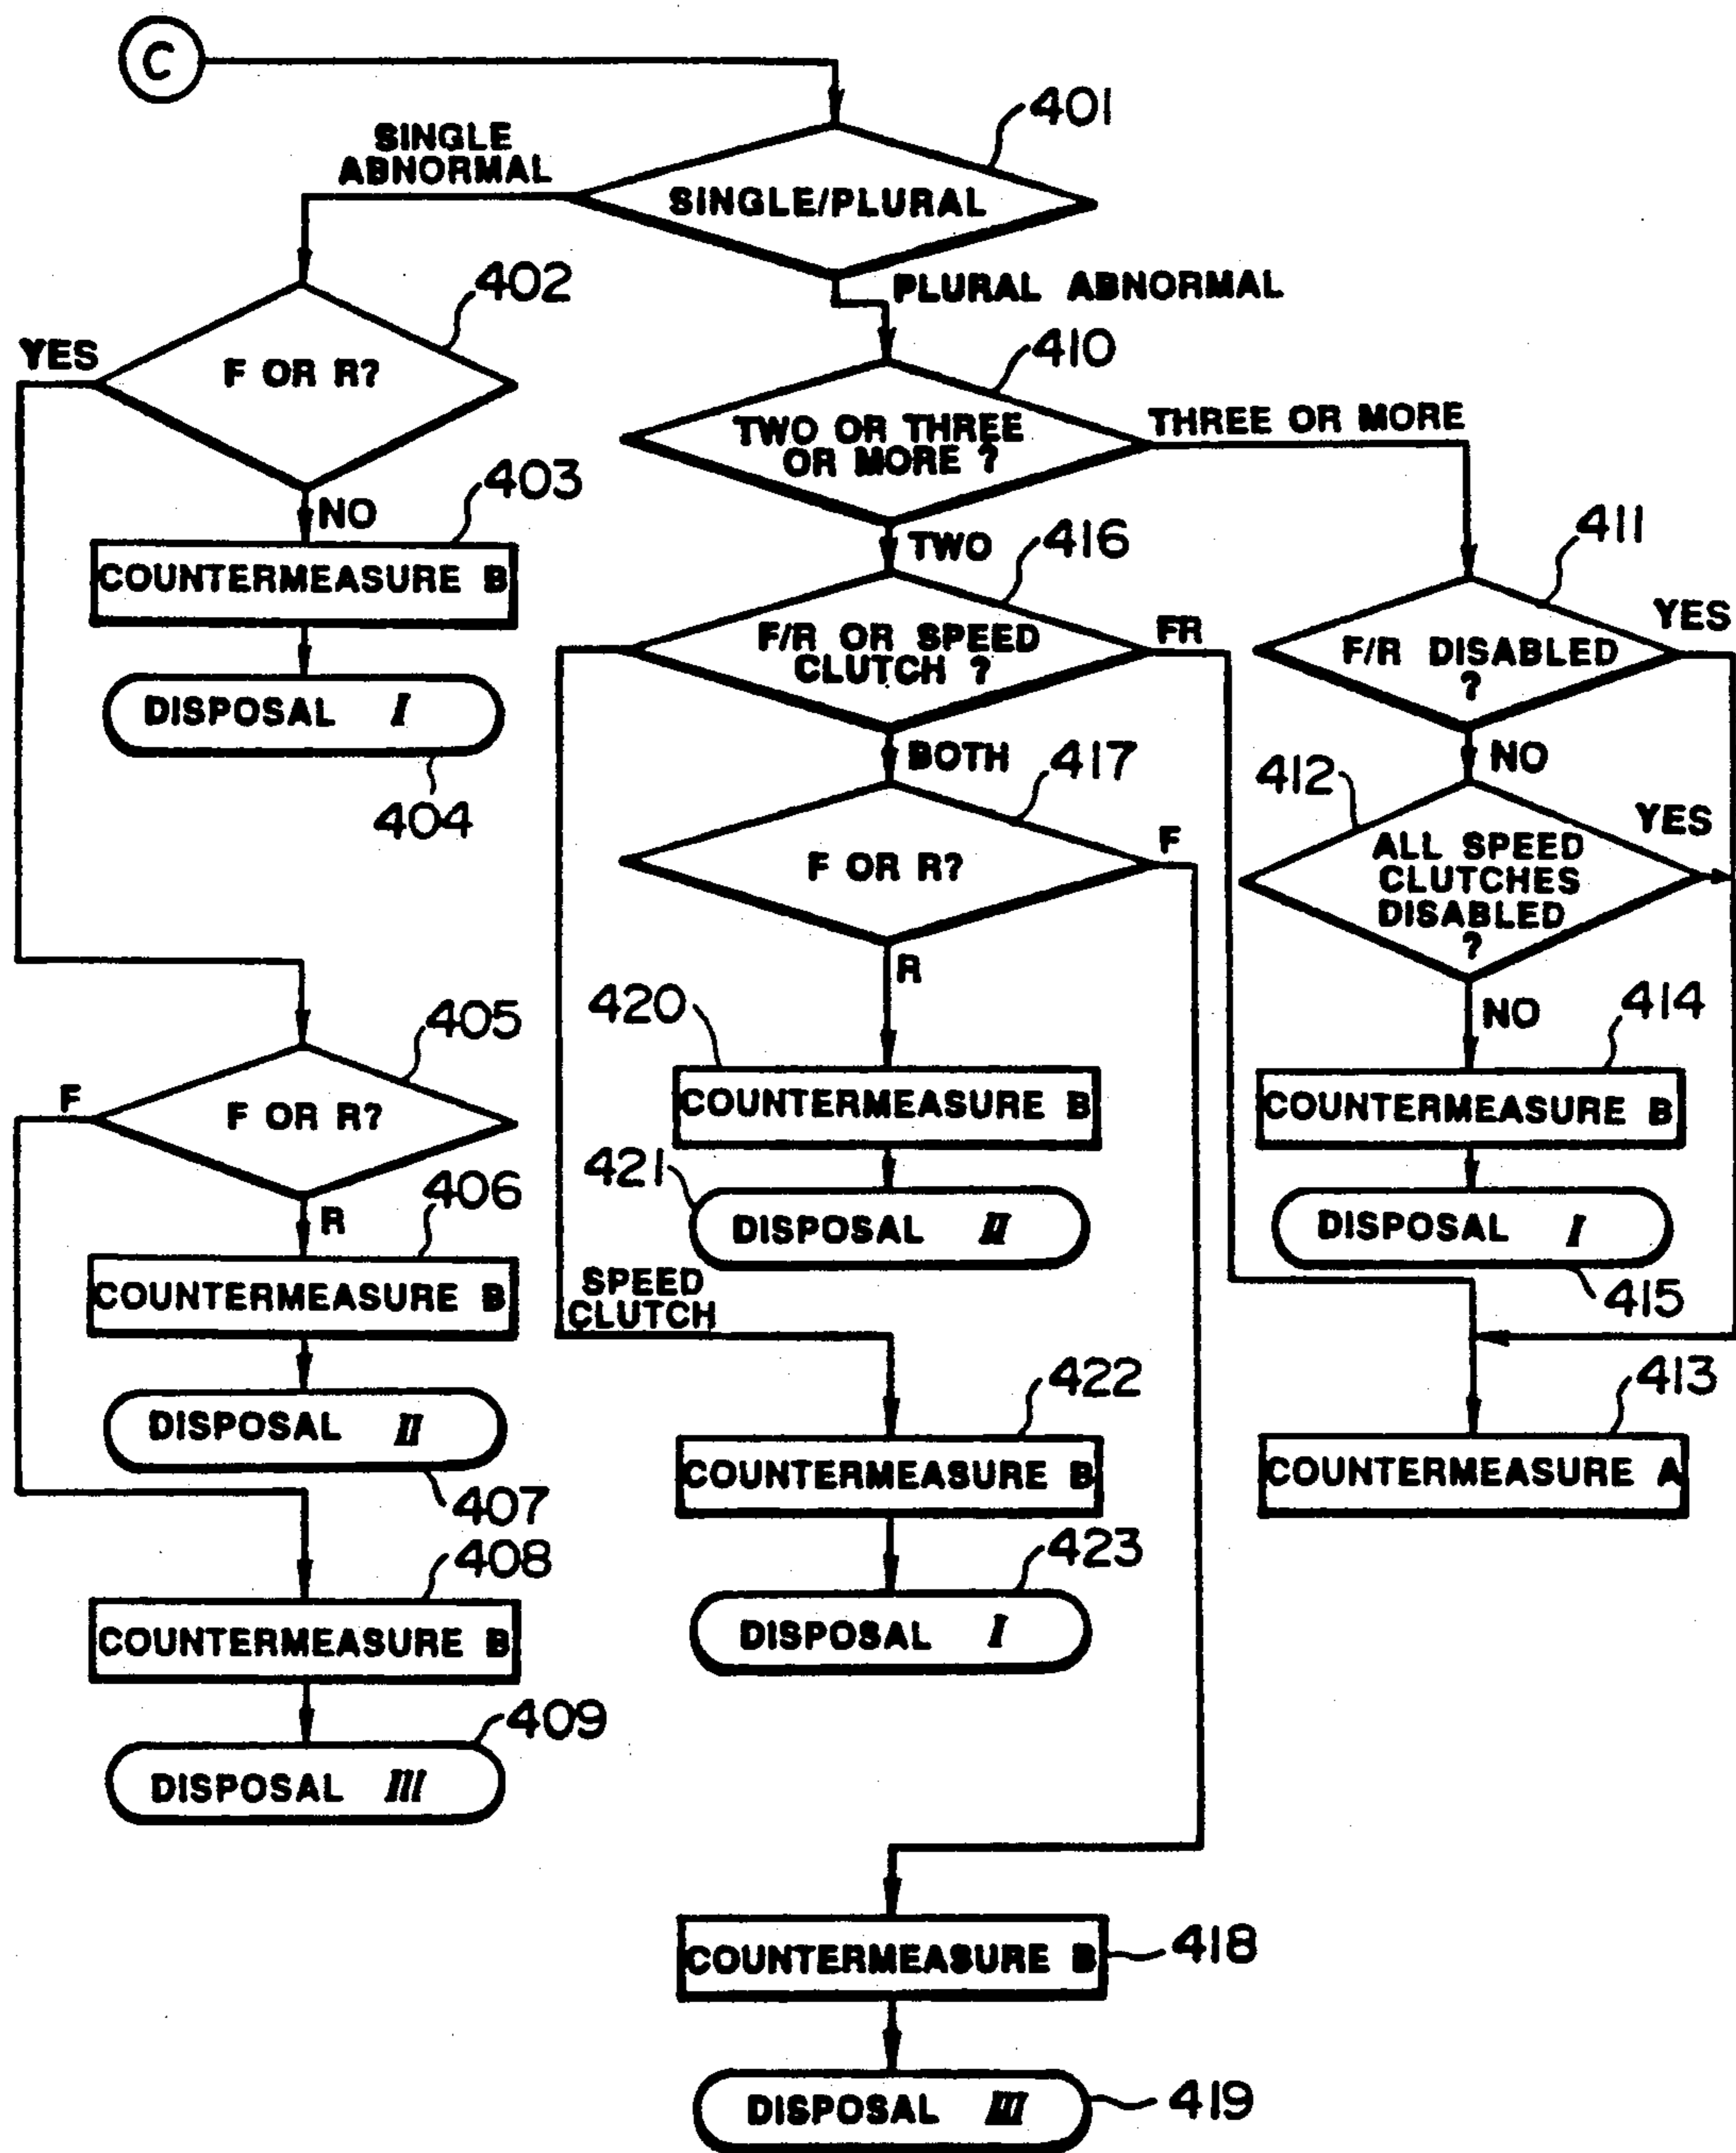 C
401
SINGLE
ABNORMAL
SINGLE/PLURAL
402
PLURAL ABNORMAL
YES
F OR R?
410
TWO OR THREE
OR MORE ?
THREE OR MORE
403
NO
COUNTERMEASURE B
TWO
416
411
F/R OR SPEED
CLUTCH ?
FR
F/R DISABLED
?
YES
DISPOSAL I
404
BOTH
417
NO
412
F OR R?
F
ALL SPEED
CLUTCHES
DISABLED
?
YES
R
420
NO
414
405
F
F OR R?
COUNTERMEASURE B
COUNTERMEASURE B
406
R
421
DISPOSAL II
DISPOSAL I
415
COUNTERMEASURE B
SPEED
CLUTCH
DISPOSAL II
407
422
413
COUNTERMEASURE B
COUNTERMEASURE A
408
423
COUNTERMEASURE B
DISPOSAL I
409
DISPOSAL III
COUNTERMEASURE B
418
DISPOSAL III
419